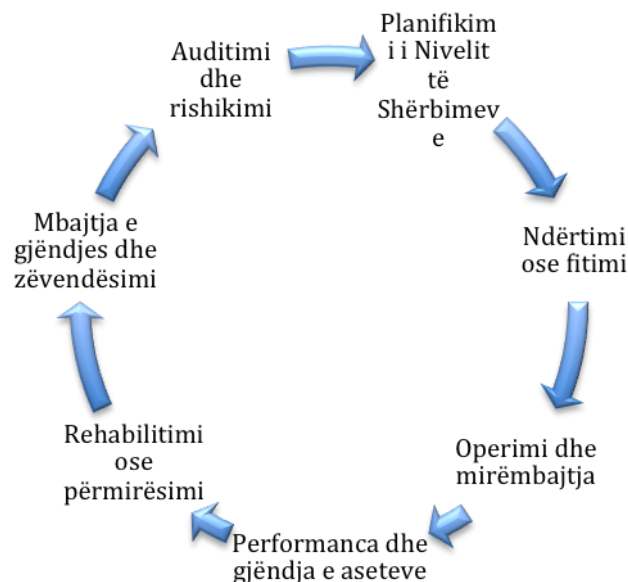 Planifikim
i i Nivelit
të
Shërbimev
e
Ndërtimi
ose fitimi
Operimi dhe
mirëmbajtja
Performanca dhe
gjëndja e aseteve
Rehabilitimi
ose
përmirësimi
Mbajtja e
gjëndjes dhe
zëvendësimi
Auditimi
dhe
rishikimi